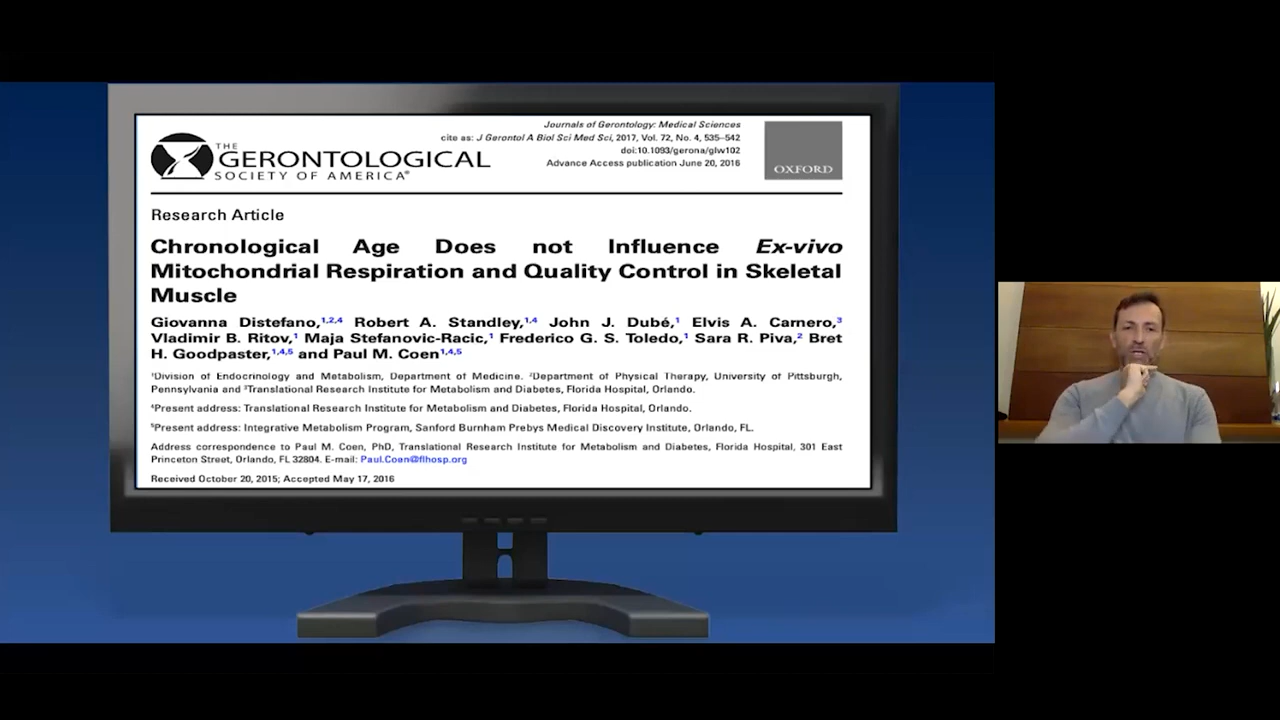 THE
GERONTOLOGICAL
SOCIETY OF AMERICA®
Journals of Gerontology: Medical Sciences
cite as: J Gerontol A Biol Sci Med Sci, 2017, Vol. 72, No. 4, 535–542
doi:10.1093/gerona/glw102
Advance Access publication June 20, 2016
OXFORD
Research Article
Chronological Age Does not Influence Ex-vivo
Mitochondrial Respiration and Quality Control in Skeletal
Muscle
Giovanna Distefano,1,2,4 Robert A. Standley,1,4 John J. Dubé,1 Elvis A. Carnero,3
Vladimir B. Ritov,1 Maja Stefanovic-Racic,1 Frederico G. S. Toledo,1 Sara R. Piva,2 Bret
H. Goodpaster,1,4,5 and Paul M. Coen1,4,5
1Division of Endocrinology and Metabolism, Department of Medicine. 2Department of Physical Therapy, University of Pittsburgh,
Pennsylvania and 3Translational Research Institute for Metabolism and Diabetes, Florida Hospital, Orlando.
4Present address: Translational Research Institute for Metabolism and Diabetes, Florida Hospital, Orlando.
5Present address: Integrative Metabolism Program, Sanford Burnham Prebys Medical Discovery Institute, Orlando, FL.
Address correspondence to Paul M. Coen, PhD, Translational Research Institute for Metabolism and Diabetes, Florida Hospital, 301 East
Princeton Street, Orlando, FL 32804. E-mail: Paul.Coen@flhosp.org
Received October 20, 2015; Accepted May 17, 2016